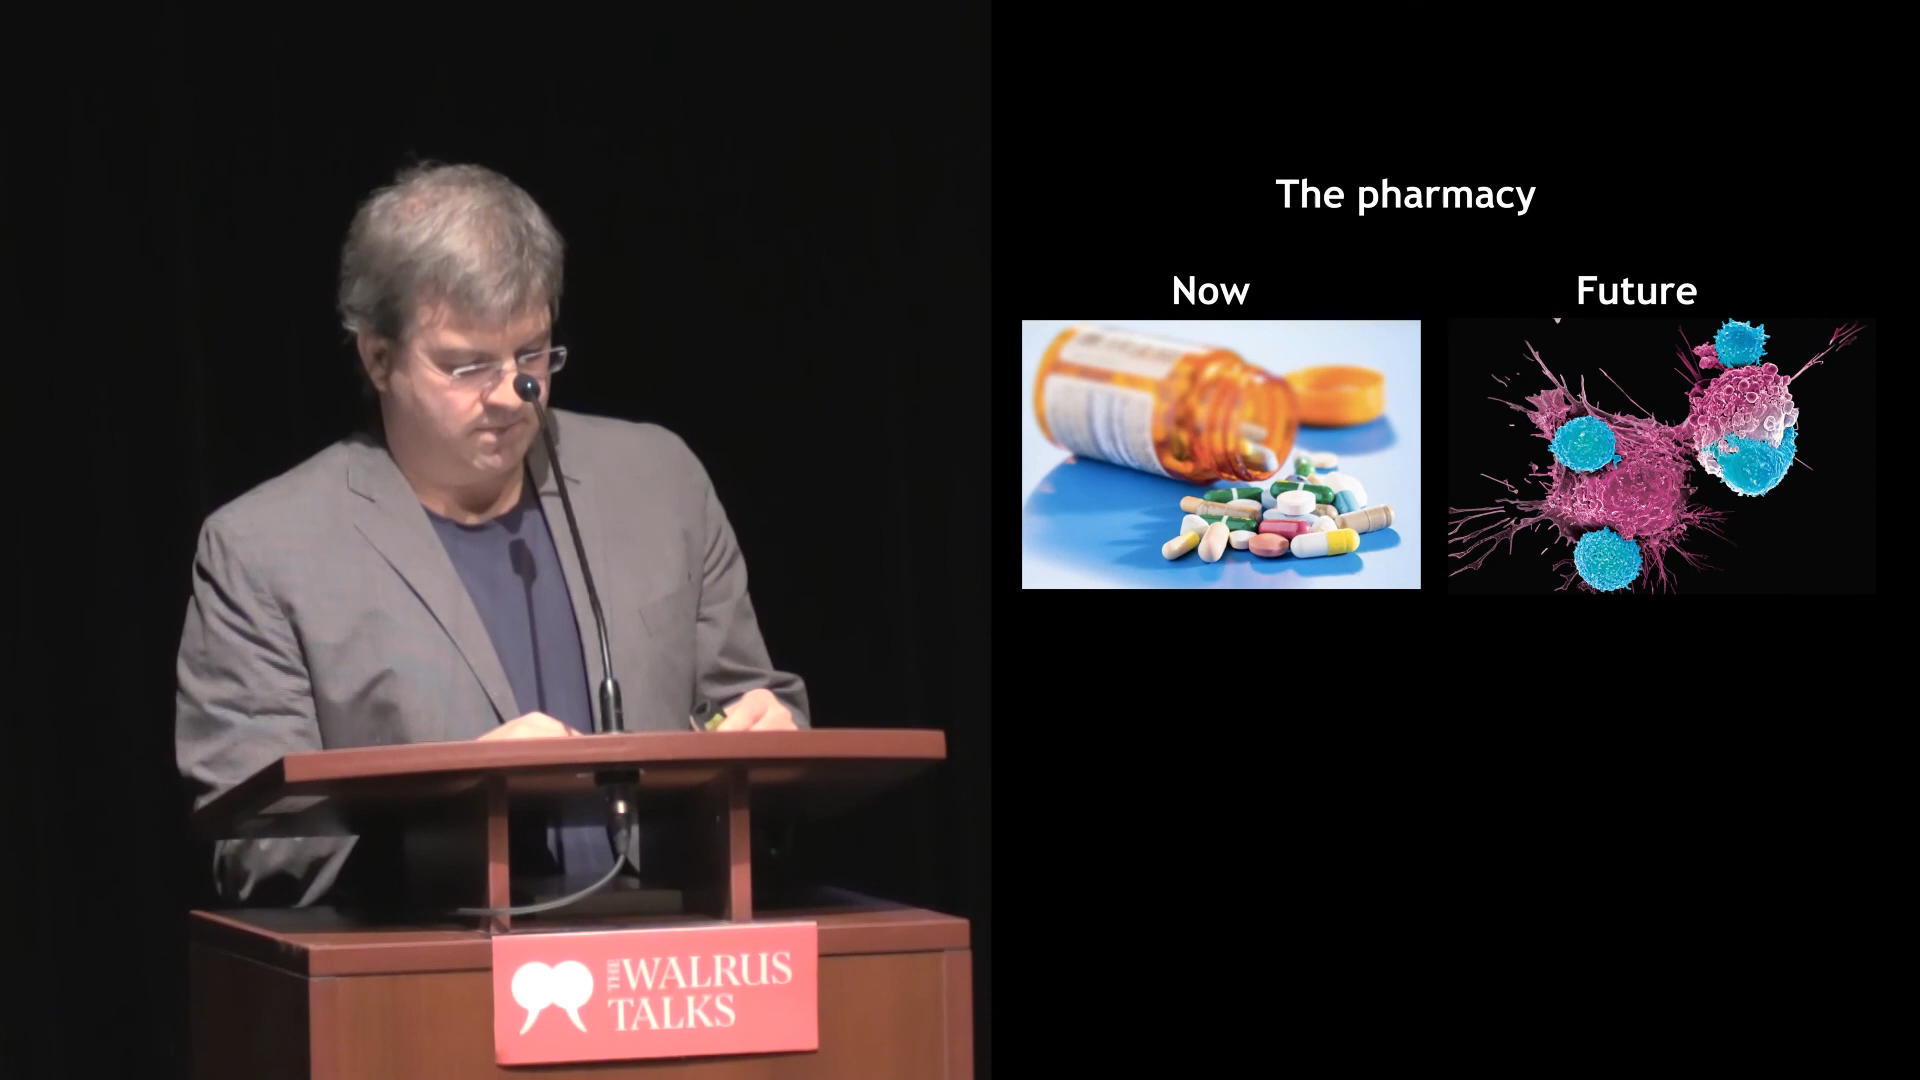 The pharmacy
Now
Future
THE WALRUS
TALKS